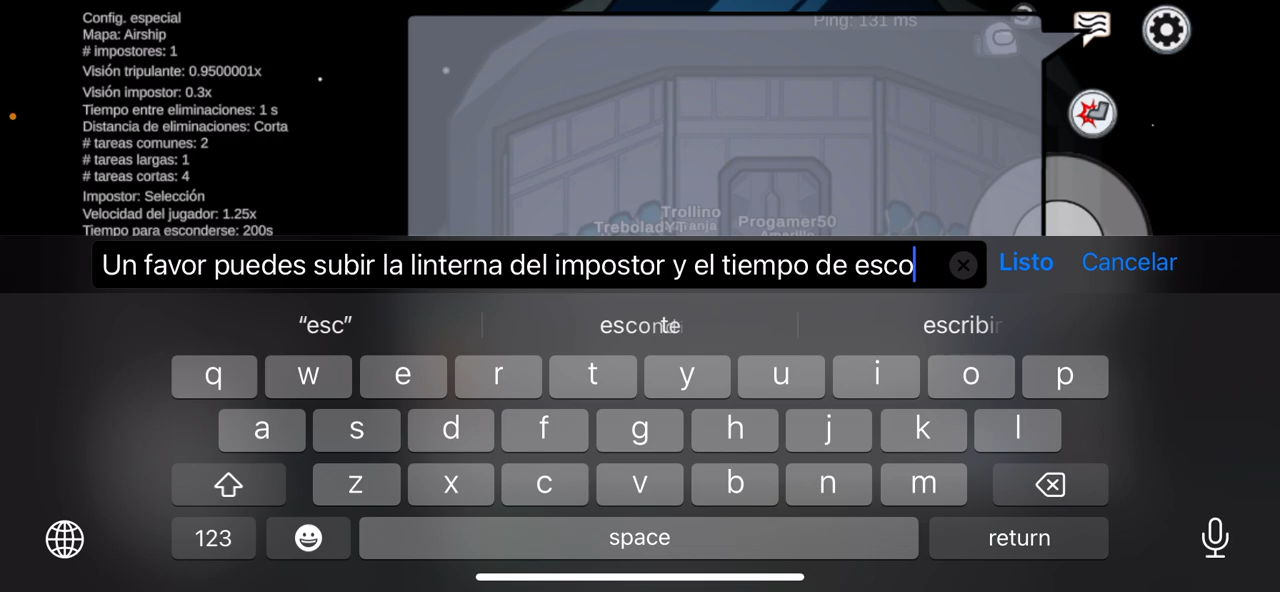 Config. especial
Mapa: Airship
# impostores: 1
Visión tripulante: 0.9500001x
Visión impostor: 0.3x
Tiempo entre eliminaciones: 1 s
Distancia de eliminaciones: Corta
# tareas comunes: 2
# tareas largas: 1
# tareas cortas: 4
Impostor: Selección
Velocidad del jugador: 1.25x
Tiempo para esconderse: 200s
Ping: 131 ms
Trollino
Progamer50
Amarillo
Un favor puedes subir la linterna del impostor y el tiempo de esco
Listo Cancelar
“esc” escribir
q w e r t y u i o p
a s d f g h j k l
z x c v b n m
123 space return